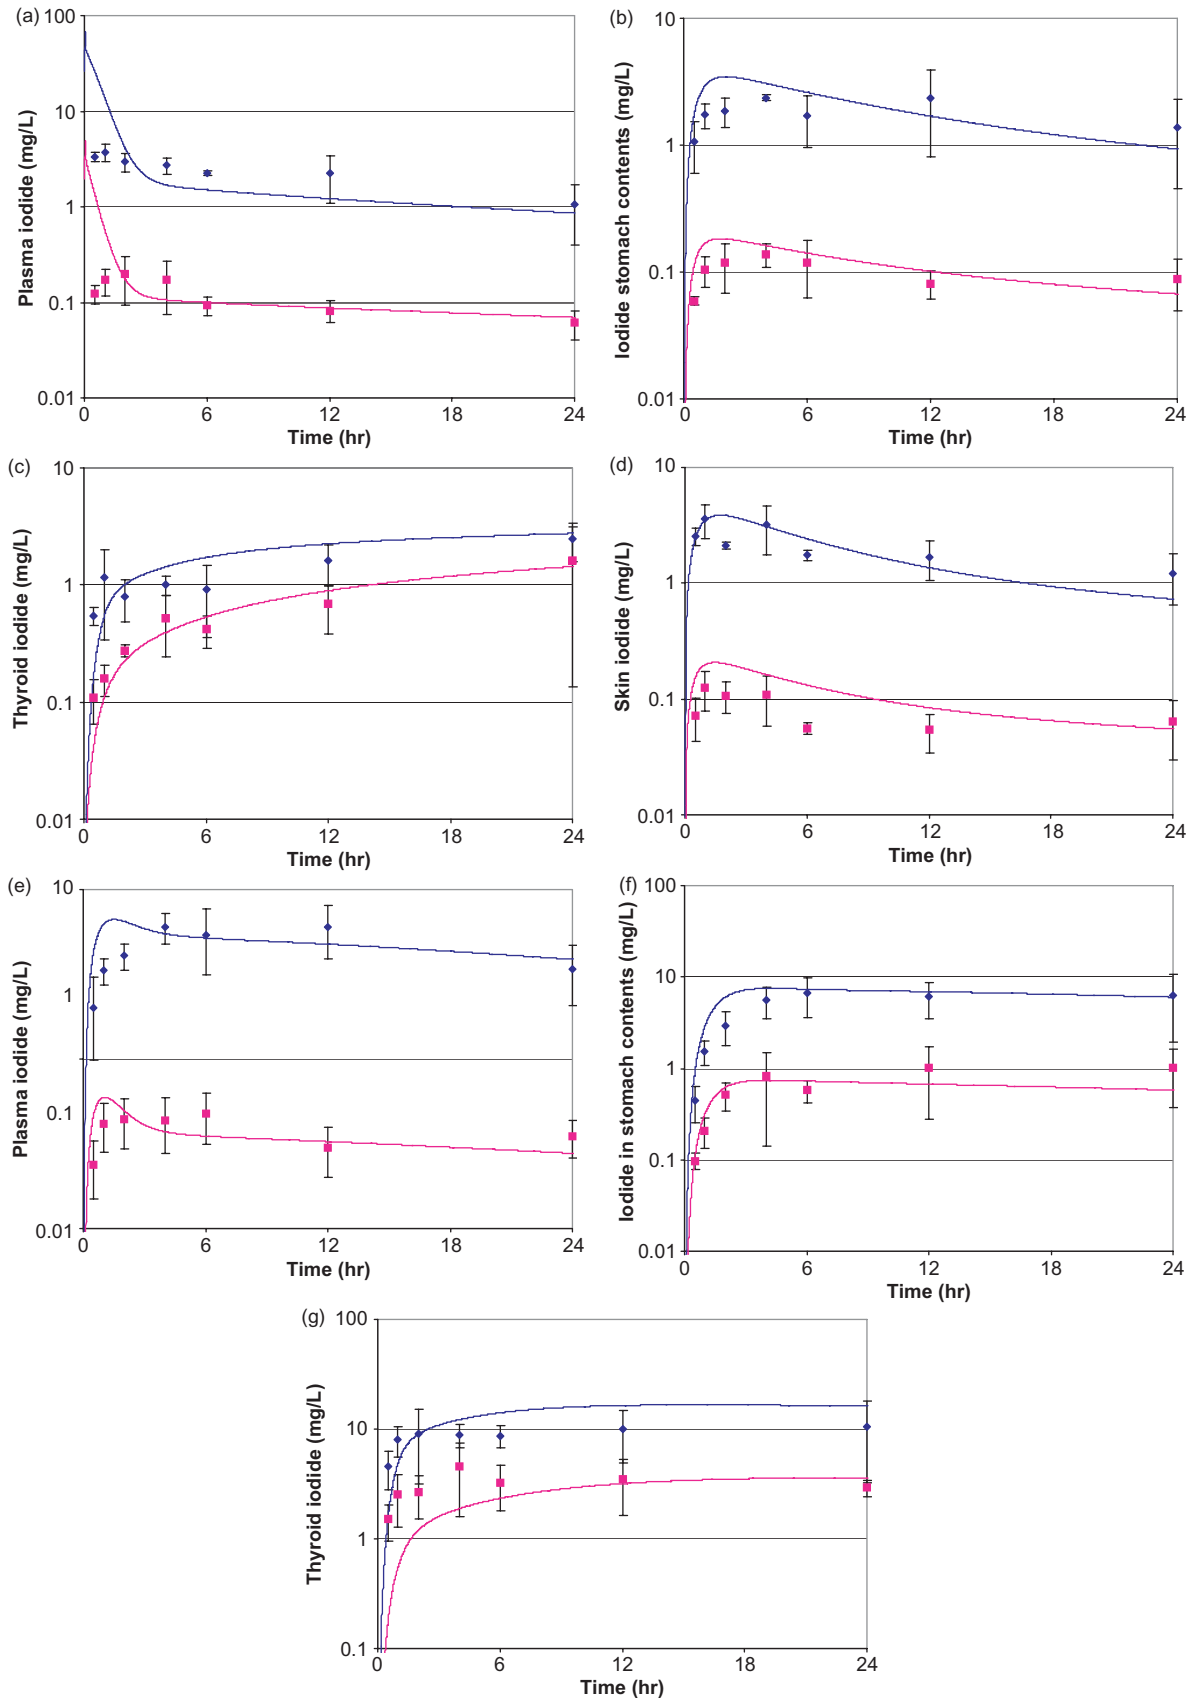 (a)
100
10
1
0.1
0.01
Plasma iodide (mg/L)
0 6 12 18 24
Time (hr)
(b)
10
1
0.1
0.01
Iodide stomach contents (mg/L)
0 6 12 18 24
Time (hr)
(c)
10
1
0.1
0.01
Thyroid iodide (mg/L)
0 6 12 18 24
Time (hr)
(d)
10
1
0.1
0.01
Skin iodide (mg/L)
0 6 12 18 24
Time (hr)
(e)
10
1
0.1
0.01
Plasma iodide (mg/L)
0 6 12 18 24
Time (hr)
(f)
100
10
1
0.1
0.01
Iodide in stomach contents (mg/L)
0 6 12 18 24
Time (hr)
(g)
100
10
1
0.1
Thyroid iodide (mg/L)
0 6 12 18 24
Time (hr)